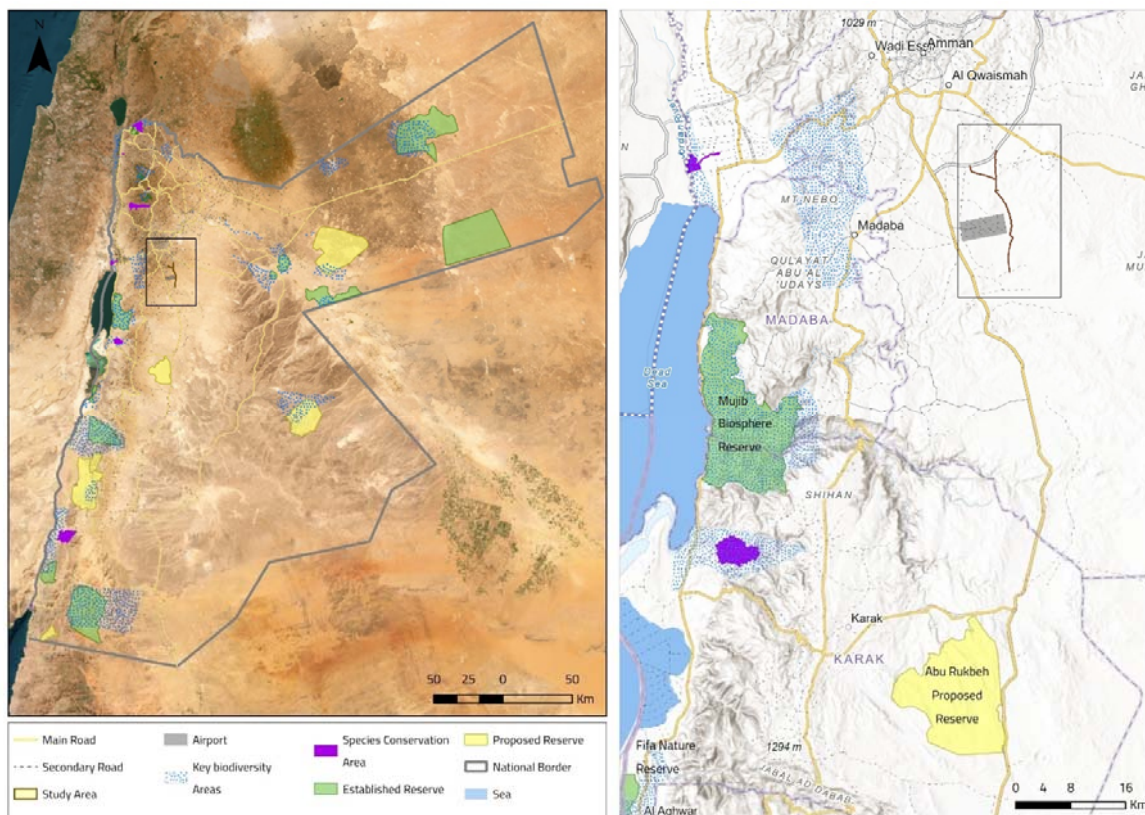 N
50 25 0 50
Km
Main Road
Secondary Road
Study Area
Airport
Key biodiversity
Areas
Species Conservation
Area
Established Reserve
Proposed Reserve
National Border
Sea
1029 m
Amman
Al Qwaismah
MT NEBO
Madaba
QULAYAT
ABU AL
'UDAYS
MADABA
Dead
Sea
Mujib
Biosphere
Reserve
SHIHAN
Karak
KARAK
Abu Rukbeh
Proposed
Reserve
1294 m
JABAL AD DABAB
Fifa Nature
Reserve
Al Aghwar
0 4 8 16
Km